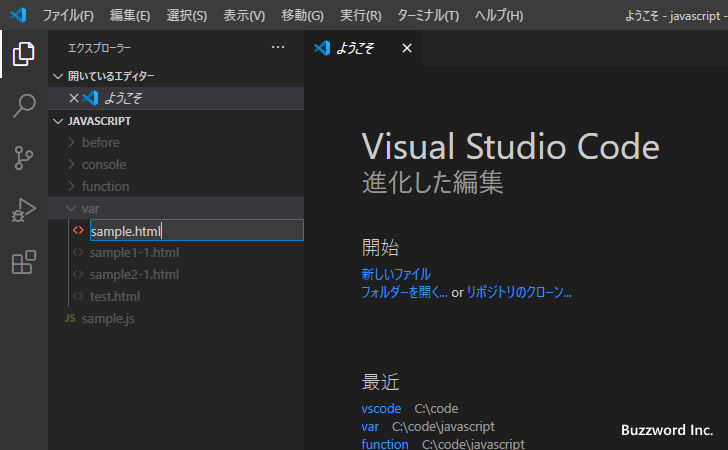 ファイル(F) 編集(E) 選択(S) 表示(V) 移動(G) 実行(R) ターミナル(T) ヘルプ(H) ようこそ - javascript -
エクスプローラー ···
ようこそ ×
開いているエディター
× ようこそ
JAVASCRIPT
before
console
function
var
sample.html
sample1-1.html
sample2-1.html
test.html
JS sample.js
Visual Studio Code
進化した編集
開始
新しいファイル
フォルダーを開く... or リポジトリのクローン...
最近
vscode C:\code
var C:\code\javascript
function C:\code\javascript
Buzzword Inc.